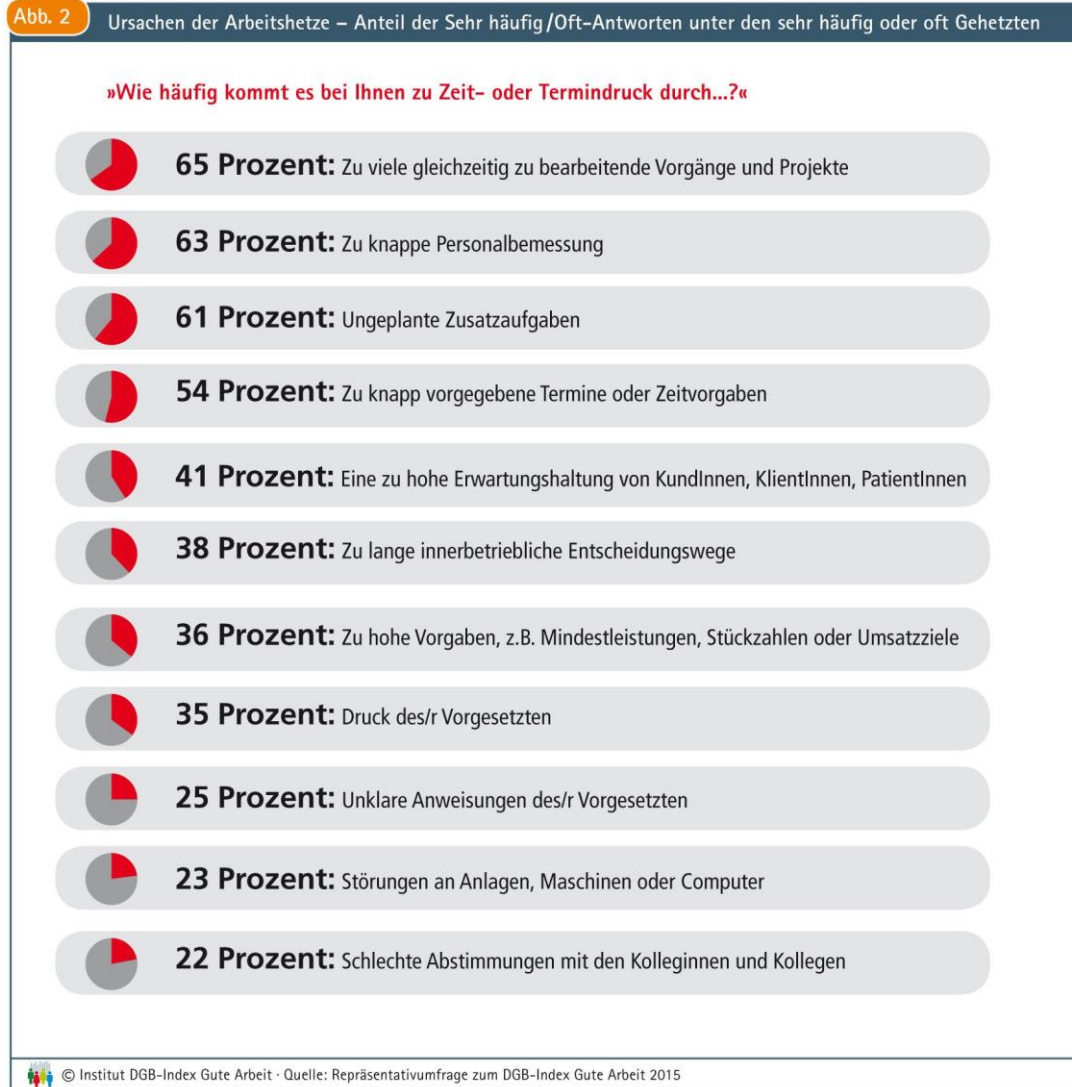 Abb. 2
Ursachen der Arbeitshetze – Anteil der Sehr häufig/Oft-Antworten unter den sehr häufig oder oft Gehetzten
»Wie häufig kommt es bei Ihnen zu Zeit- oder Termindruck durch...?«
65 Prozent: Zu viele gleichzeitig zu bearbeitende Vorgänge und Projekte
63 Prozent: Zu knappe Personalbemessung
61 Prozent: Ungeplante Zusatzaufgaben
54 Prozent: Zu knapp vorgegebene Termine oder Zeitvorgaben
41 Prozent: Eine zu hohe Erwartungshaltung von KundInnen, KlientInnen, PatientInnen
38 Prozent: Zu lange innerbetriebliche Entscheidungswege
36 Prozent: Zu hohe Vorgaben, z.B. Mindestleistungen, Stückzahlen oder Umsatzziele
35 Prozent: Druck des/r Vorgesetzten
25 Prozent: Unklare Anweisungen des/r Vorgesetzten
23 Prozent: Störungen an Anlagen, Maschinen oder Computer
22 Prozent: Schlechte Abstimmungen mit den Kolleginnen und Kollegen
© Institut DGB-Index Gute Arbeit · Quelle: Repräsentativumfrage zum DGB-Index Gute Arbeit 2015